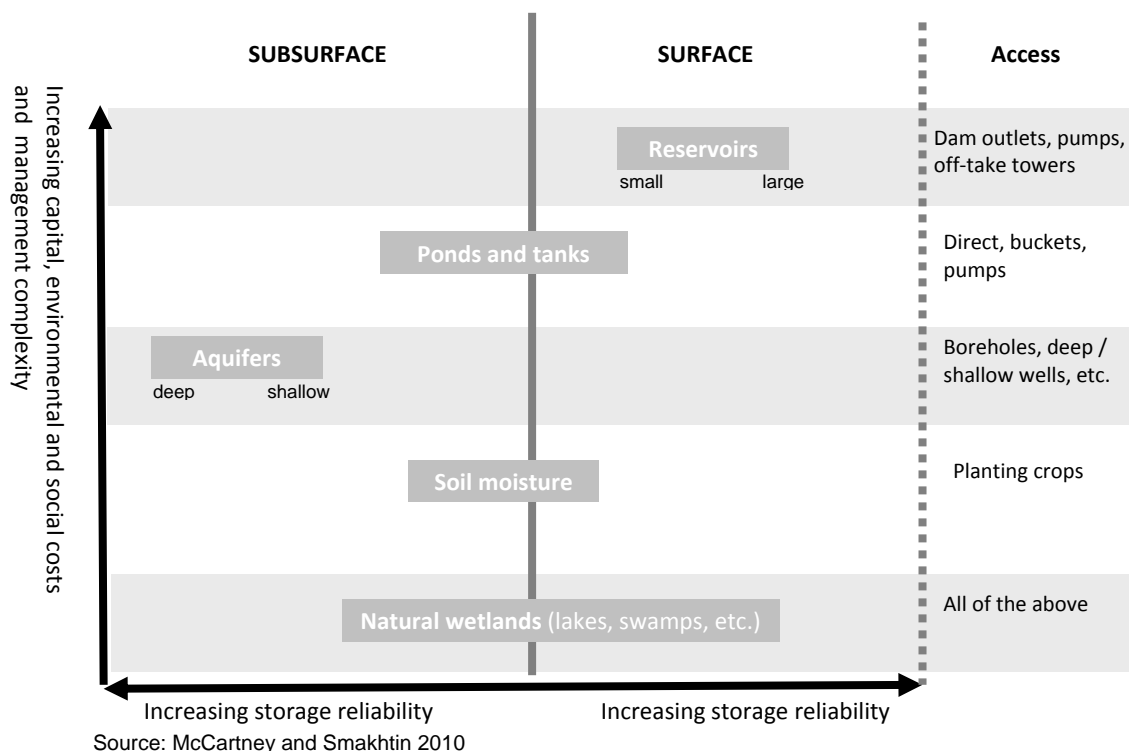 SUBSURFACE
SURFACE
Access
Increasing capital, environmental and social costs
and management complexity
Reservoirs
small
large
Dam outlets, pumps,
off-take towers
Ponds and tanks
Direct, buckets,
pumps
Aquifers
deep
shallow
Boreholes, deep /
shallow wells, etc.
Soil moisture
Planting crops
Natural wetlands (lakes, swamps, etc.)
All of the above
Increasing storage reliability
Increasing storage reliability
Source: McCartney and Smakhtin 2010